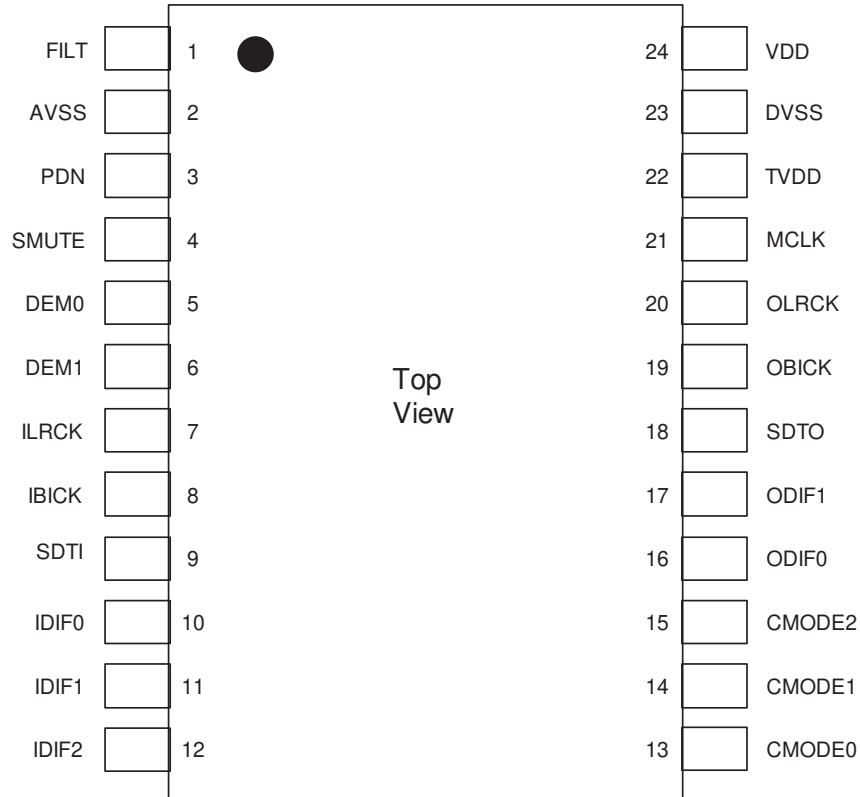 FILT 1 24 VDD
AVSS 2 23 DVSS
PDN 3 22 TVDD
SMUTE 4 21 MCLK
DEM0 5 20 OLRCK
DEM1 6 19 OBICK
Top
View
ILRCK 7 18 SDTO
IBICK 8 17 ODIF1
SDTI 9 16 ODIF0
IDIF0 10 15 CMODE2
IDIF1 11 14 CMODE1
IDIF2 12 13 CMODE0